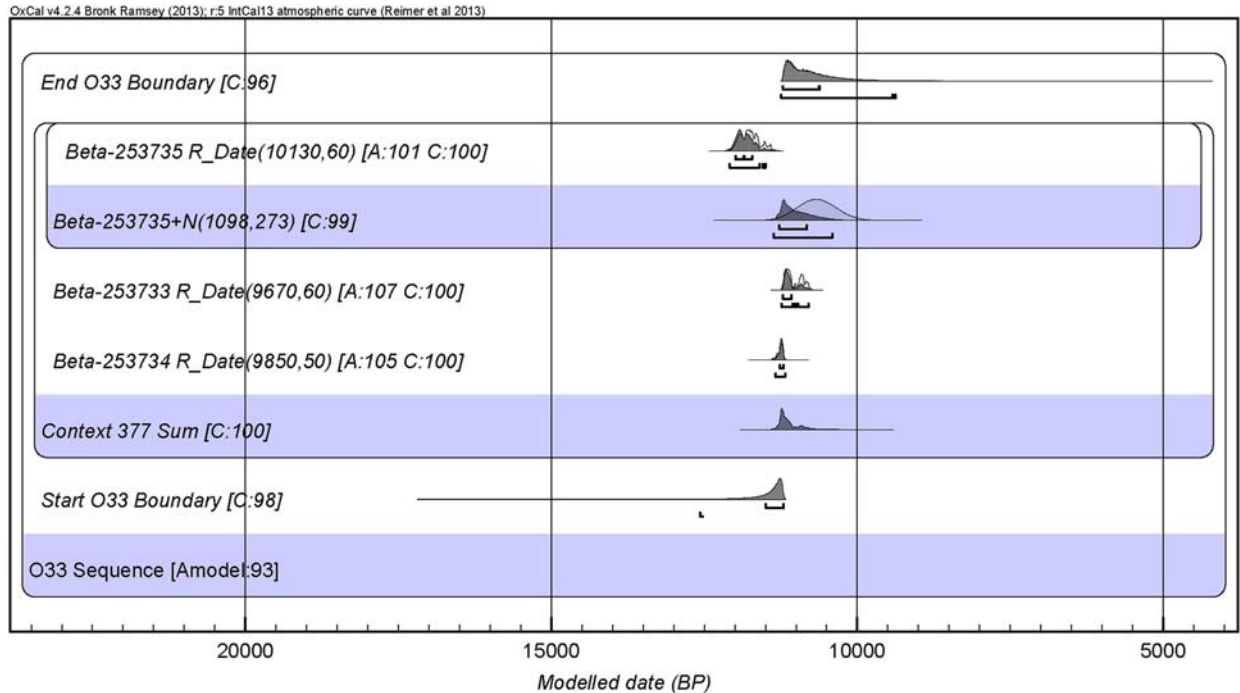 OxCal v4.2.4 Bronk Ramsey (2013); r:5 IntCal13 atmospheric curve (Reimer et al 2013)
End O33 Boundary [C:96]
Beta-253735 R_Date(10130,60) [A:101 C:100]
Beta-253735+N(1098,273) [C:99]
Beta-253733 R_Date(9670,60) [A:107 C:100]
Beta-253734 R_Date(9850,50) [A:105 C:100]
Context 377 Sum [C:100]
Start O33 Boundary [C:98]
O33 Sequence [Amodel:93]
20000 15000 10000 5000
Modelled date (BP)